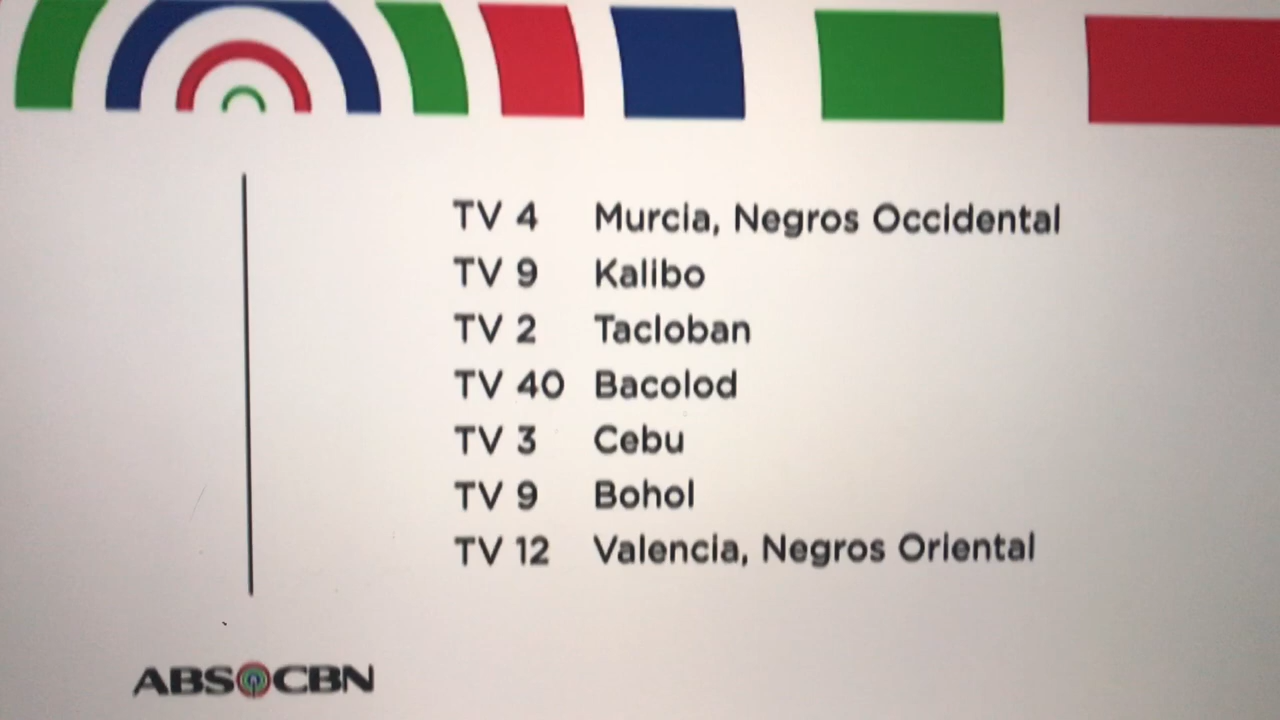 TV 4 Murcia, Negros Occidental
TV 9 Kalibo
TV 2 Tacloban
TV 40 Bacolod
TV 3 Cebu
TV 9 Bohol
TV 12 Valencia, Negros Oriental
ABS CBN